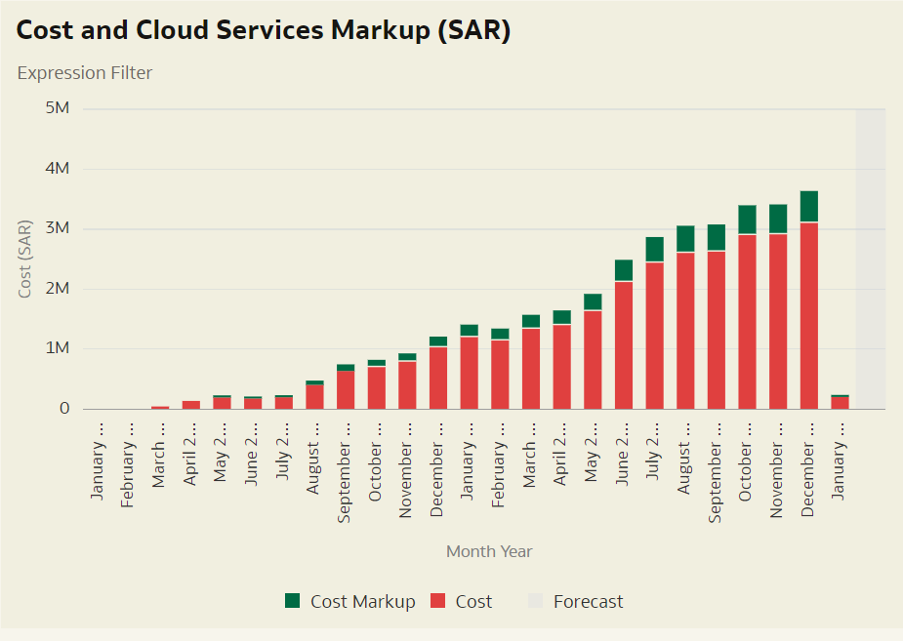 Cost and Cloud Services Markup (SAR)
Expression Filter
5M
4M
3M
2M
1M
0
Cost (SAR)
January ...
February ...
March ...
April 2...
May 2...
June 2...
July 2...
August ...
September ...
October ...
November ...
December ...
January ...
February ...
March ...
April 2...
May 2...
June 2...
July 2...
August ...
September ...
October ...
November ...
December ...
January ...
Month Year
Cost Markup
Cost
Forecast